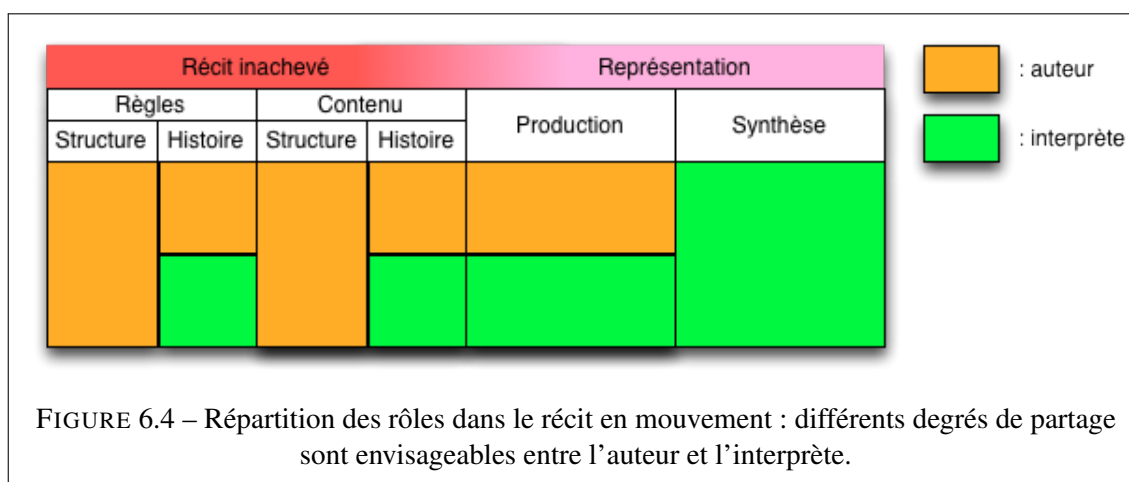 Récit inachevé Représentation
: auteur
Règles Contenu Production Synthèse
Structure Histoire Structure Histoire
: interprète
FIGURE 6.4 – Répartition des rôles dans le récit en mouvement : différents degrés de partage
sont envisageables entre l’auteur et l’interprète.